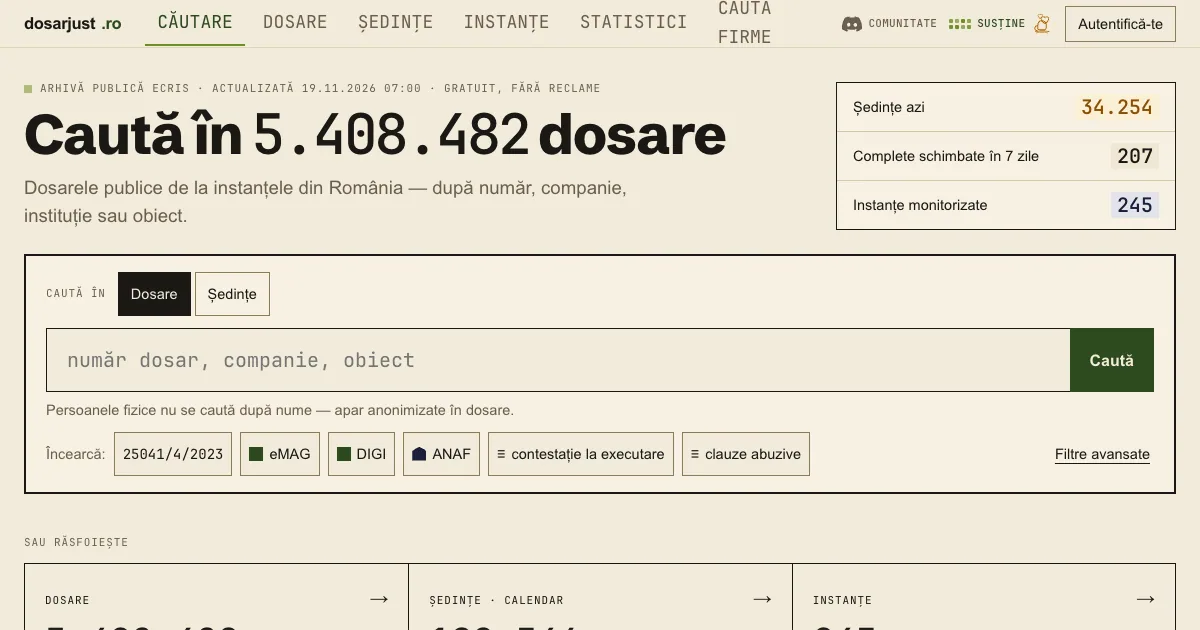 dosarjust .ro
CĂUTARE DOSARE ȘEDINȚE INSTANȚE STATISTICI CAUTA FIRME
COMUNITATE SUSȚINE Autentifică-te
ARHIVĂ PUBLICĂ ECRIS · ACTUALIZATĂ 19.11.2026 07:00 · GRATUIT, FĂRĂ RECLAME
Caută în 5.408.482 dosare
Dosarele publice de la instanțele din România — după număr, companie,
instituție sau obiect.
Ședințe azi 34.254
Complete schimbate în 7 zile 207
Instanțe monitorizate 245
CAUTĂ ÎN Dosare Ședințe
număr dosar, companie, obiect Caută
Persoanele fizice nu se caută după nume — apar anonimizate în dosare.
Încearcă: 25041/4/2023 eMAG DIGI ANAF contestație la executare clauze abuzive Filtre avansate
SAU RĂSFOIEȘTE
DOSARE → ȘEDINȚE · CALENDAR → INSTANȚE →